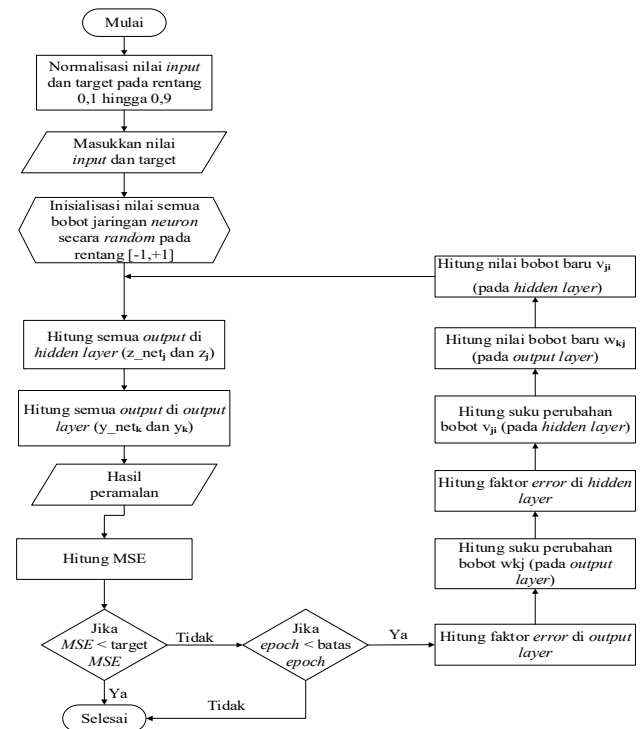 Mulai
Normalisasi nilai input
dan target pada rentang
0,1 hingga 0,9
Masukkan nilai
input dan target
Inisialisasi nilai semua
bobot jaringan neuron
secara random pada
rentang [-1,+1]
Hitung semua output di
hidden layer (z_netj dan zj)
Hitung semua output di output
layer (y_netk dan yk)
Hasil
peramalan
Hitung MSE
Jika
MSE < target
MSE
Tidak
Ya
Selesai
Jika
epoch < batas
epoch
Ya
Tidak
Hitung faktor error di output
layer
Hitung suku perubahan
bobot wkj (pada output
layer)
Hitung faktor error di hidden
layer
Hitung suku perubahan
bobot vji (pada hidden layer)
Hitung nilai bobot baru wkj
(pada output layer)
Hitung nilai bobot baru vji
(pada hidden layer)